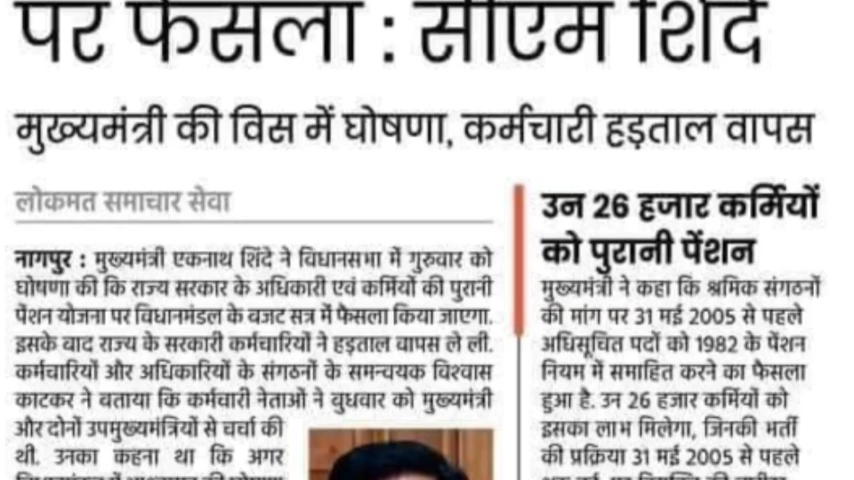 पर फैसला : सीएम शिंदे
मुख्यमंत्री की विस में घोषणा, कर्मचारी हड़ताल वापस
लोकमत समाचार सेवा
नागपुर : मुख्यमंत्री एकनाथ शिंदे ने विधानसभा में गुरुवार को
घोषणा की कि राज्य सरकार के अधिकारी एवं कर्मियों की पुरानी
पेंशन योजना पर विधानमंडल के बजट सत्र में फैसला किया जाएगा.
इसके बाद राज्य के सरकारी कर्मचारियों ने हड़ताल वापस ले ली.
कर्मचारियों और अधिकारियों के संगठनों के समन्वयक विश्वास
काटकर ने बताया कि कर्मचारी नेताओं ने बुधवार को मुख्यमंत्री
और दोनों उपमुख्यमंत्रियों से चर्चा की
थी. उनका कहना था कि अगर
उन 26 हजार कर्मियों
को पुरानी पेंशन
मुख्यमंत्री ने कहा कि श्रमिक संगठनों
की मांग पर 31 मई 2005 से पहले
अधिसूचित पदों को 1982 के पेंशन
नियम में समाहित करने का फैसला
हुआ है. उन 26 हजार कर्मियों को
इसका लाभ मिलेगा, जिनकी भर्ती
की प्रक्रिया 31 मई 2005 से पहले